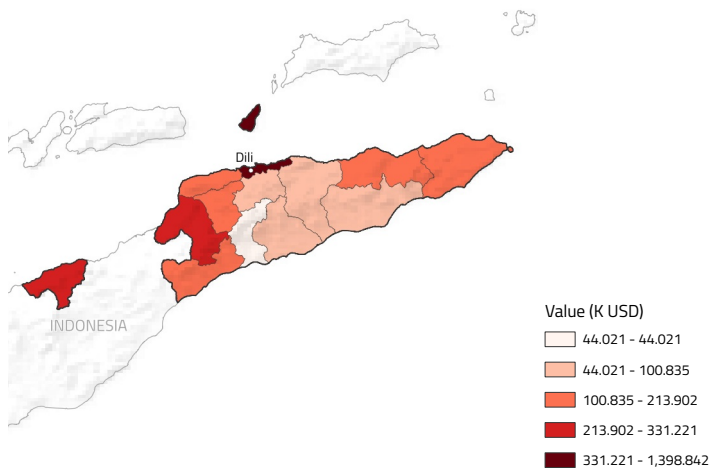 Dili
INDONESIA
Value (K USD)
44.021 - 44.021
44.021 - 100.835
100.835 - 213.902
213.902 - 331.221
331.221 - 1,398.842